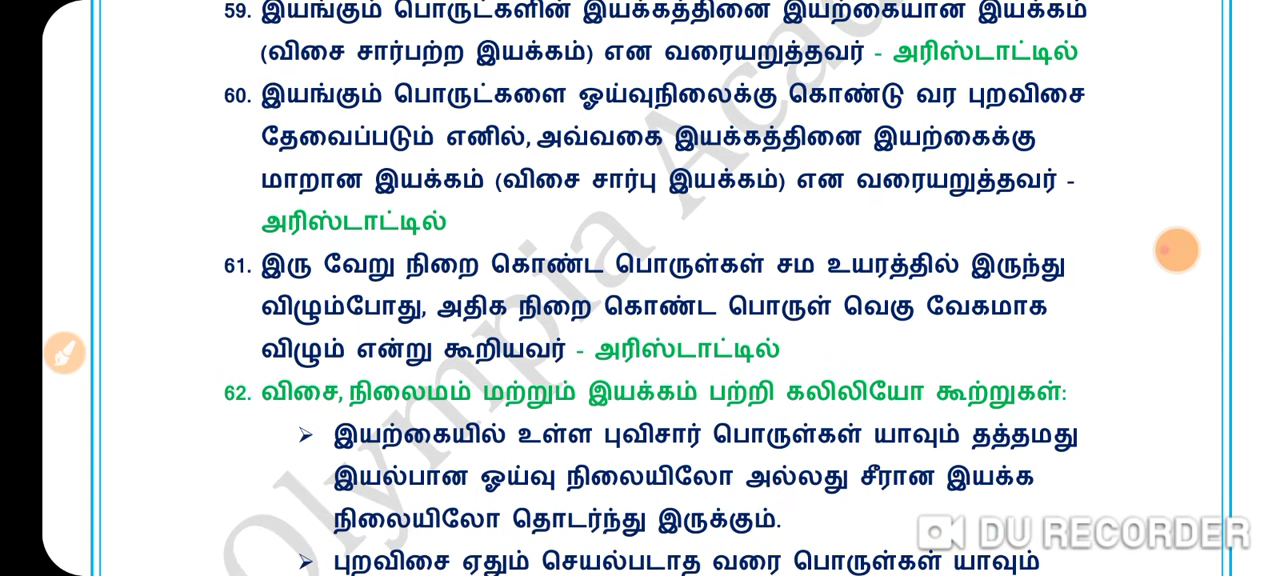 59. இயங்கும் பொருட்களின் இயக்கத்தினை இயற்கையான இயக்கம்
(விசை சார்பற்ற இயக்கம்) என வரையறுத்தவர் - அரிஸ்டாட்டில்
60. இயங்கும் பொருட்களை ஓய்வுநிலைக்கு கொண்டு வர புறவிசை
தேவைப்படும் எனில், அவ்வகை இயக்கத்தினை இயற்கைக்கு
மாறான இயக்கம் (விசை சார்பு இயக்கம்) என வரையறுத்தவர் -
அரிஸ்டாட்டில்
61. இரு வேறு நிறை கொண்ட பொருள்கள் சம உயரத்தில் இருந்து
விழும்போது, அதிக நிறை கொண்ட பொருள் வெகு வேகமாக
விழும் என்று கூறியவர் - அரிஸ்டாட்டில்
62. விசை, நிலைமம் மற்றும் இயக்கம் பற்றி கலிலியோ கூற்றுகள்:
➢ இயற்கையில் உள்ள புவிசார் பொருள்கள் யாவும் தத்தமது
இயல்பான ஓய்வு நிலையிலோ அல்லது சீரான இயக்க
நிலையிலோ தொடர்ந்து இருக்கும்.
➢ புறவிசை ஏதும் செயல்படாத வரை பொருள்கள் யாவும்
Olympia Acad
DU RECORDER